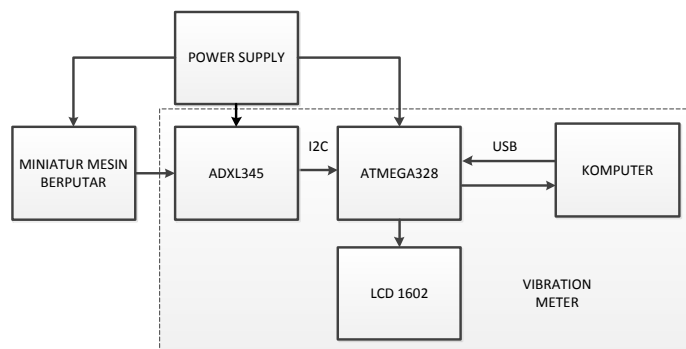 POWER SUPPLY
MINIATUR MESIN
BERPUTAR
ADXL345
I2C
ATMEGA328
USB
KOMPUTER
LCD 1602
VIBRATION
METER